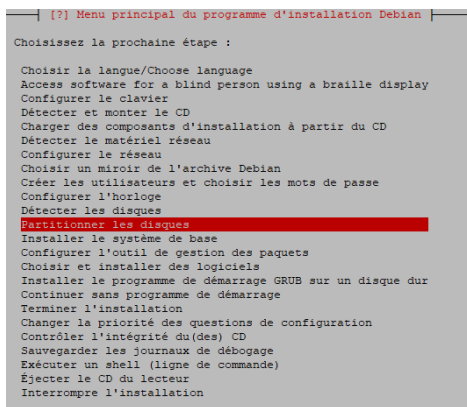 [?] Menu principal du programme d'installation Debian
Choisissez la prochaine étape :
Choisir la langue/Choose language
Access software for a blind person using a braille display
Configurer le clavier
Détecter et monter le CD
Charger des composants d'installation à partir du CD
Détecter le matériel réseau
Configurer le réseau
Choisir un miroir de l'archive Debian
Créer les utilisateurs et choisir les mots de passe
Configurer l'horloge
Détecter les disques
Partitionner les disques
Installer le système de base
Configurer l'outil de gestion des paquets
Choisir et installer des logiciels
Installer le programme de démarrage GRUB sur un disque dur
Continuer sans programme de démarrage
Terminer l'installation
Changer la priorité des questions de configuration
Contrôler l'intégrité du(des) CD
Sauvegarder les journaux de débogage
Exécuter un shell (ligne de commande)
Éjecter le CD du lecteur
Interrompre l'installation